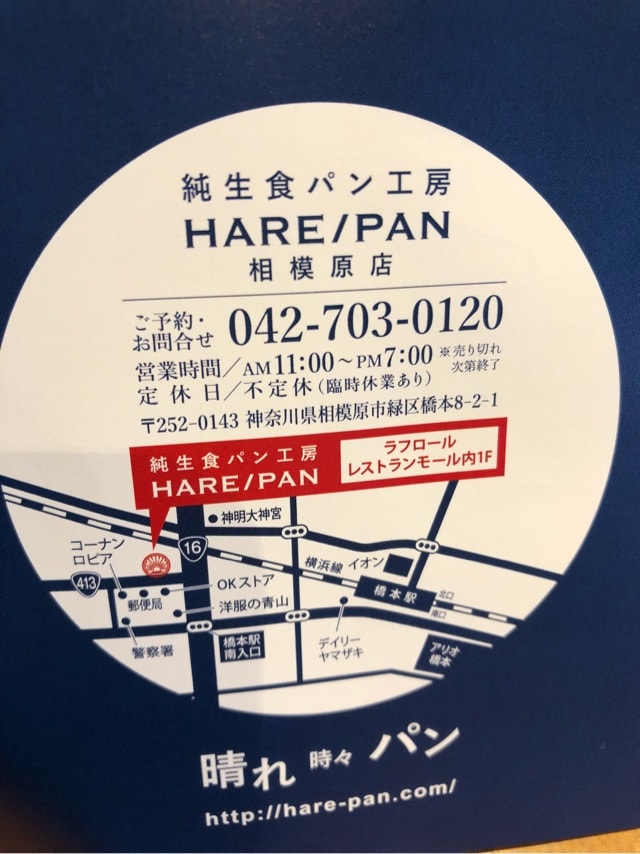 純生食パン工房
HARE/PAN
相模原店
ご予約・
お問合せ 042-703-0120
営業時間/AM11:00～PM7:00 ※売り切れ次第終了
定休日/不定休(臨時休業あり)
〒252-0143 神奈川県相模原市緑区橋本8-2-1
純生食パン工房
HARE/PAN
ラフロール
レストランモール内1F
神明大神宮
16
コーナン
ロピア
413
横浜線
イオン
OKストア
橋本駅
北口
南口
郵便局
洋服の青山
警察署
橋本駅
南入口
デイリー
ヤマザキ
アリオ
橋本
晴れ 時々 パン
http://hare-pan.com/